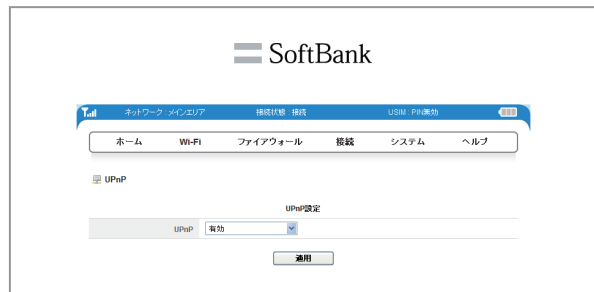 SoftBank
ネットワーク : メインエリア 接続状態 : 接続 USIM : PIN無効
ホーム Wi-Fi ファイアウォール 接続 システム ヘルプ
UPnP
UPnP設定
UPnP 有効
適用